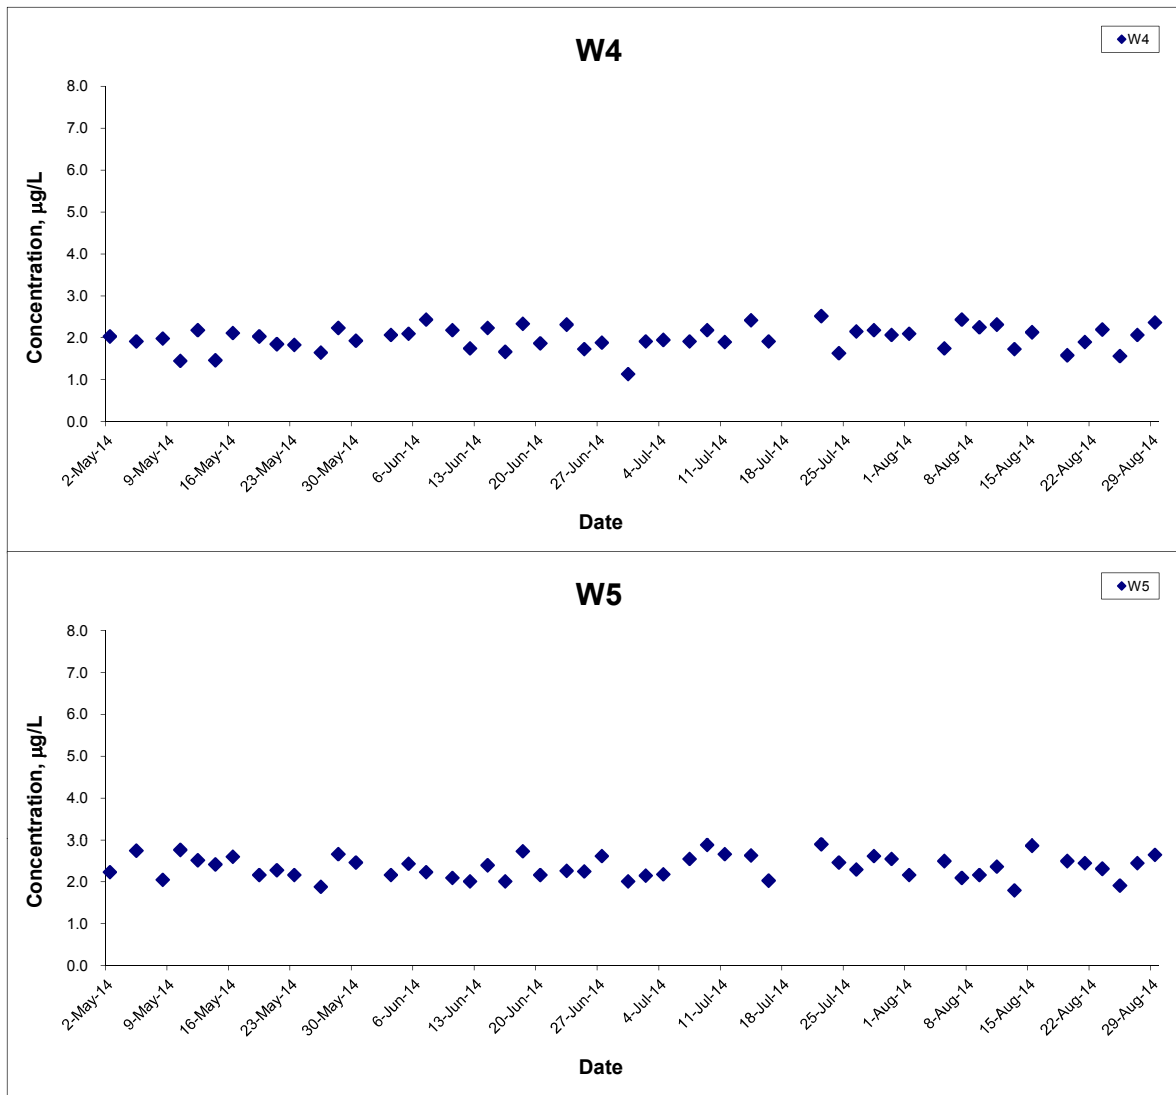 W4
W4
Concentration, µg/L
8.0
7.0
6.0
5.0
4.0
3.0
2.0
1.0
0.0
2-May-14
9-May-14
16-May-14
23-May-14
30-May-14
6-Jun-14
13-Jun-14
20-Jun-14
27-Jun-14
4-Jul-14
11-Jul-14
18-Jul-14
25-Jul-14
1-Aug-14
8-Aug-14
15-Aug-14
22-Aug-14
29-Aug-14
Date
W5
W5
Concentration, µg/L
8.0
7.0
6.0
5.0
4.0
3.0
2.0
1.0
0.0
2-May-14
9-May-14
16-May-14
23-May-14
30-May-14
6-Jun-14
13-Jun-14
20-Jun-14
27-Jun-14
4-Jul-14
11-Jul-14
18-Jul-14
25-Jul-14
1-Aug-14
8-Aug-14
15-Aug-14
22-Aug-14
29-Aug-14
Date